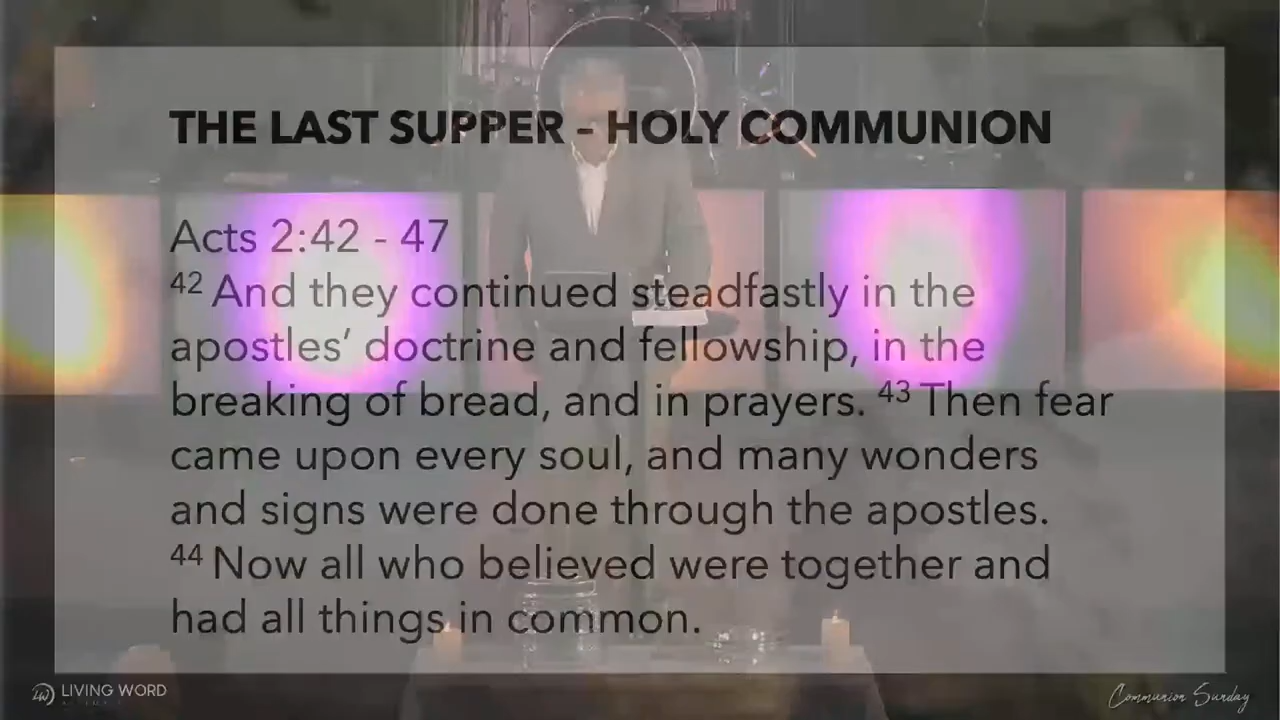 THE LAST SUPPER - HOLY COMMUNION
Acts 2:42 - 47
42 And they continued steadfastly in the
apostles’ doctrine and fellowship, in the
breaking of bread, and in prayers. 43 Then fear
came upon every soul, and many wonders
and signs were done through the apostles.
44 Now all who believed were together and
had all things in common.
LW LIVING WORD
Communion Sunday